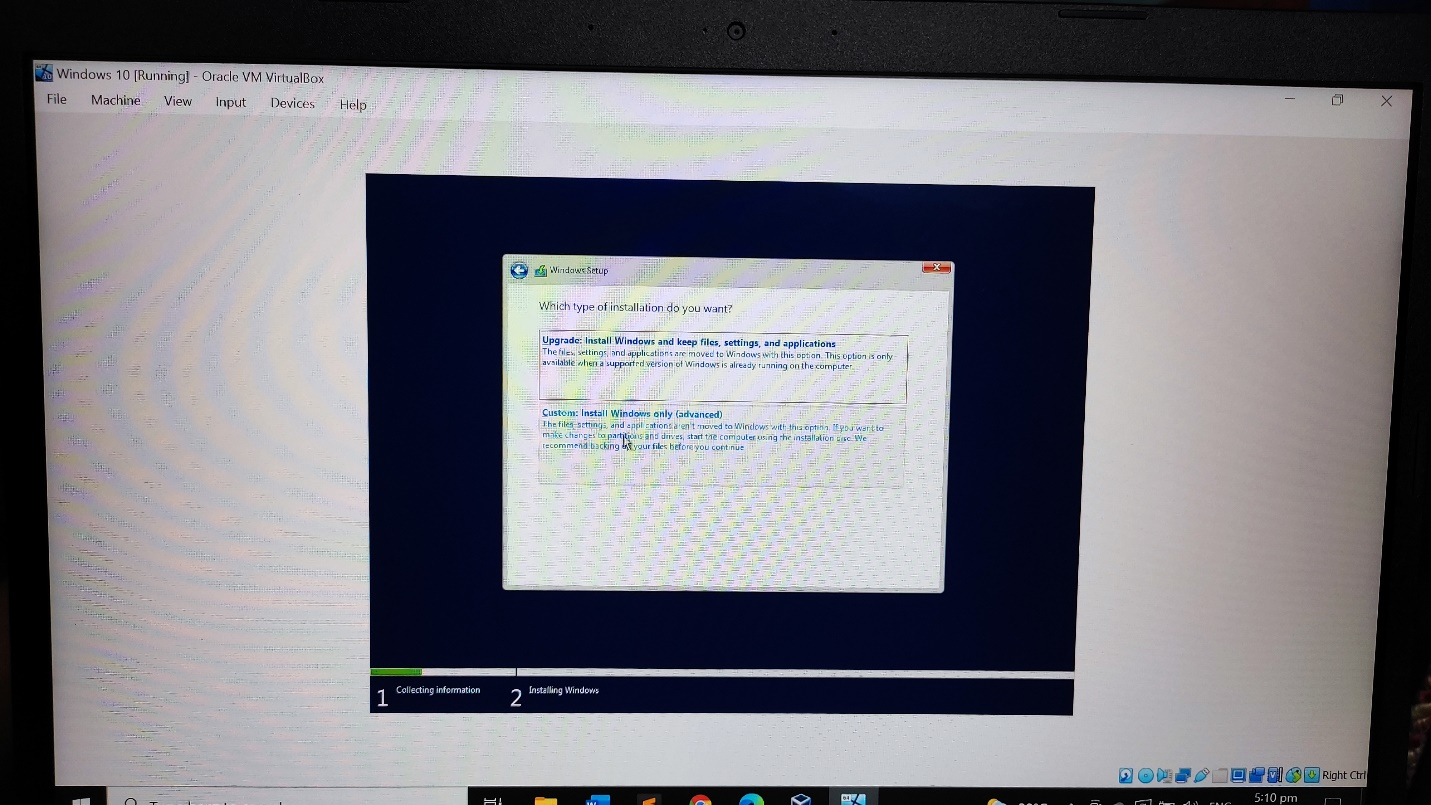 Windows 10 [Running] - Oracle VM VirtualBox
File Machine View Input Devices Help
Windows Setup
Which type of installation do you want?
Upgrade: Install Windows and keep files, settings, and applications
The files, settings, and applications are moved to Windows with this option. This option is only
available when a supported version of Windows is already running on the computer.
Custom: Install Windows only (advanced)
The files, settings, and applications aren't moved to Windows with this option. If you want to
make changes to partitions and drives, start the computer using the installation disc. We
recommend backing your files before you continue
1 Collecting information 2 Installing Windows
Right Ctrl
5:10 pm